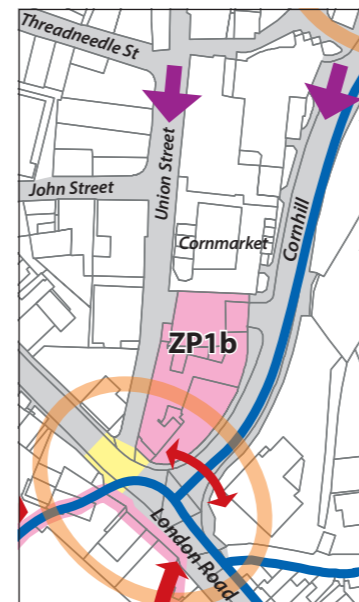 Threadneedle St
Union Street
John Street
Cornmarket
Cornhill
ZP1b
London Road